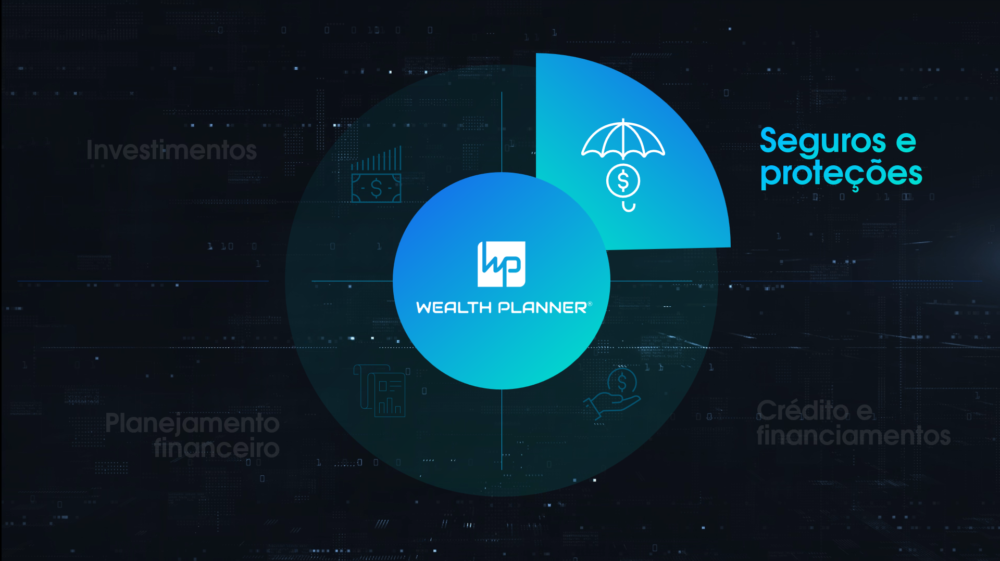 Investimentos
Seguros e
proteções
WEALTH PLANNER®
Planejamento
financeiro
Crédito e
financiamentos